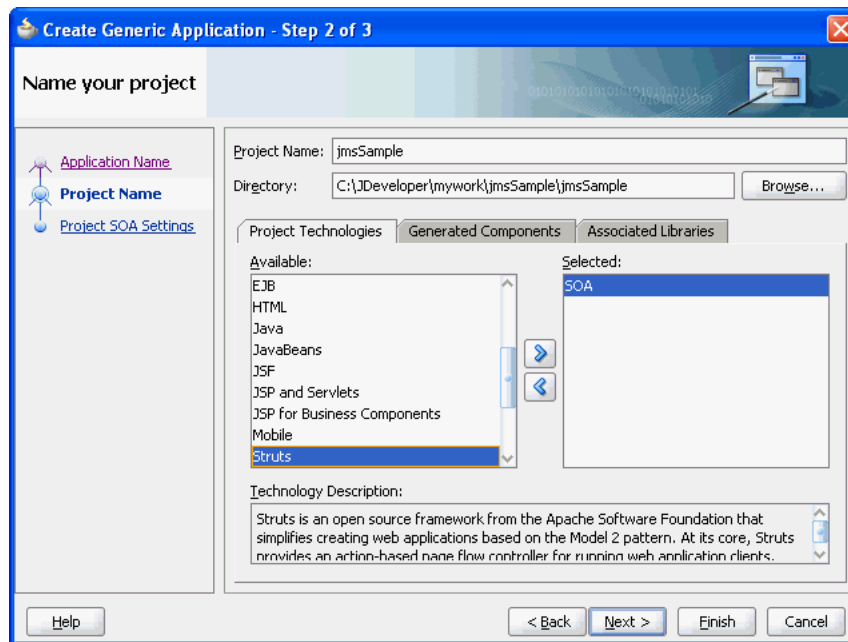 Create Generic Application - Step 2 of 3
Name your project
Application Name
Project Name
Project SOA Settings
Project Name: jmsSample
Directory: C:\JDeveloper\mywork\jmsSample\jmsSample Browse...
Project Technologies Generated Components Associated Libraries
Available:
EJB
HTML
Java
JavaBeans
JSF
JSP and Servlets
JSP for Business Components
Mobile
Struts
Selected:
SOA
Technology Description:
Struts is an open source framework from the Apache Software Foundation that
simplifies creating web applications based on the Model 2 pattern. At its core, Struts
provides an action-based page flow controller for running web application clients.
Help < Back Next > Finish Cancel